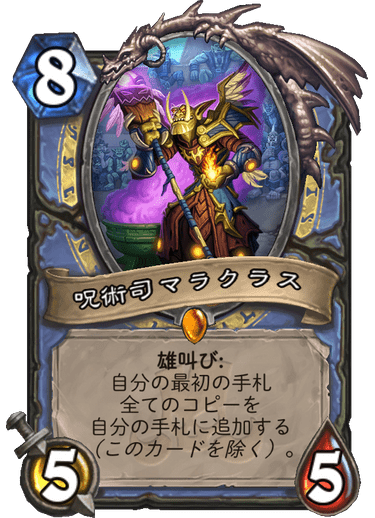 8
呪術司マラクラス
雄叫び:
自分の最初の手札
全てのコピーを
自分の手札に追加する
（このカードを除く）。
5
5